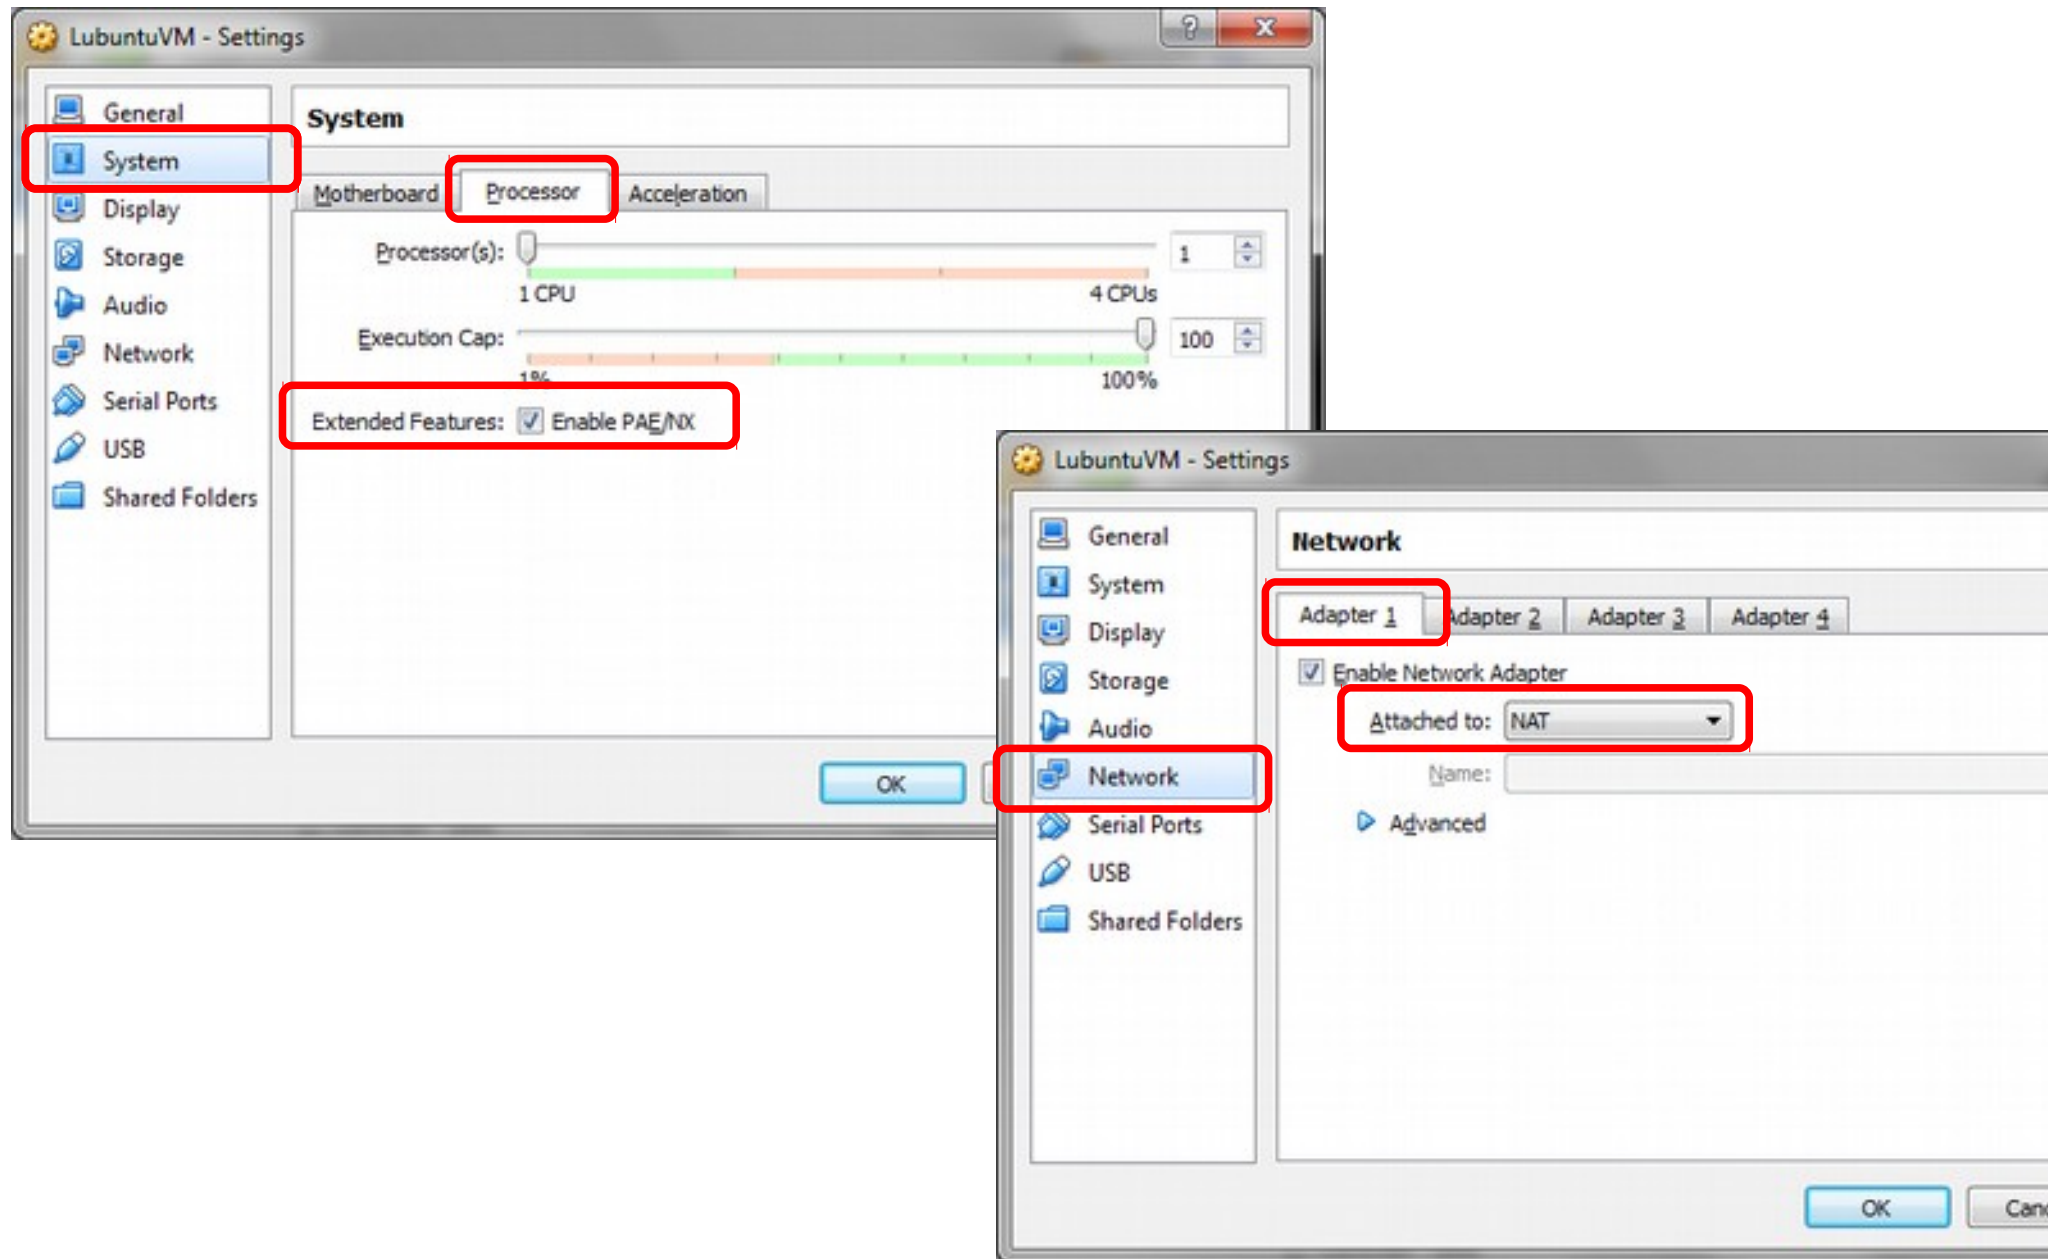 LubuntuVM - Settings
General
System
Display
Storage
Audio
Network
Serial Ports
USB
Shared Folders
System
Motherboard Processor Acceleration
Processor(s): 1
1 CPU 4 CPUs
Execution Cap: 100
1% 100%
Extended Features: Enable PAE/NX
OK
LubuntuVM - Settings
General
System
Display
Storage
Audio
Network
Serial Ports
USB
Shared Folders
Network
Adapter 1 Adapter 2 Adapter 3 Adapter 4
Enable Network Adapter
Attached to: NAT
Name:
Advanced
OK